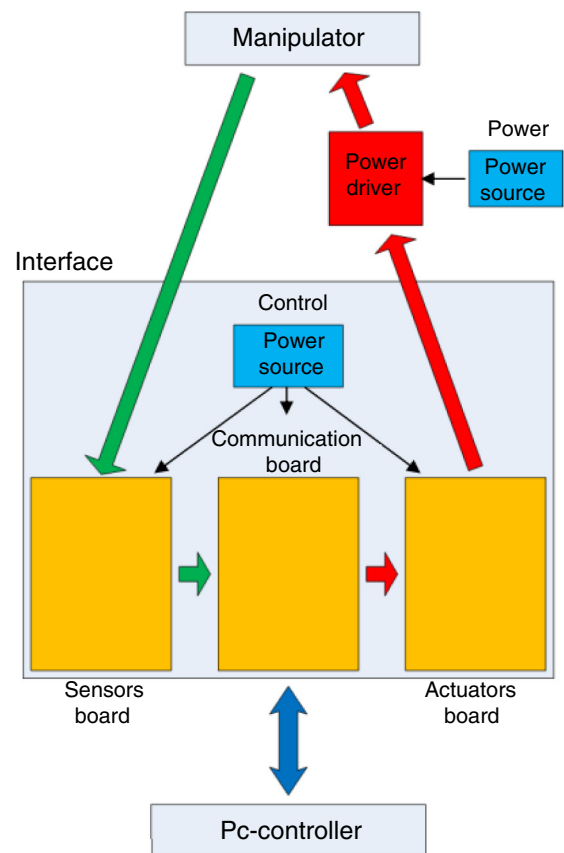 Manipulator
Power
Power
driver
Power
source
Interface
Control
Power
source
Communication
board
Sensors
board
Actuators
board
Pc-controller